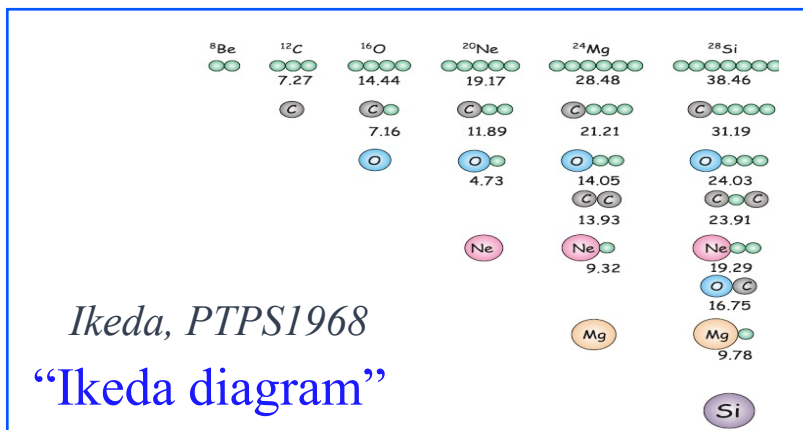 ⁸Be ¹²C ¹⁶O ²⁰Ne ²⁴Mg ²⁸Si
7.27 14.44 19.17 28.48 38.46
C C C C C
7.16 11.89 21.21 31.19
O O O O
4.73 14.05 24.03
C C C C
13.93 23.91
Ne Ne Ne
9.32 19.29
O C
16.75
Mg Mg
9.78
Si
Ikeda, PTPS1968
“Ikeda diagram”